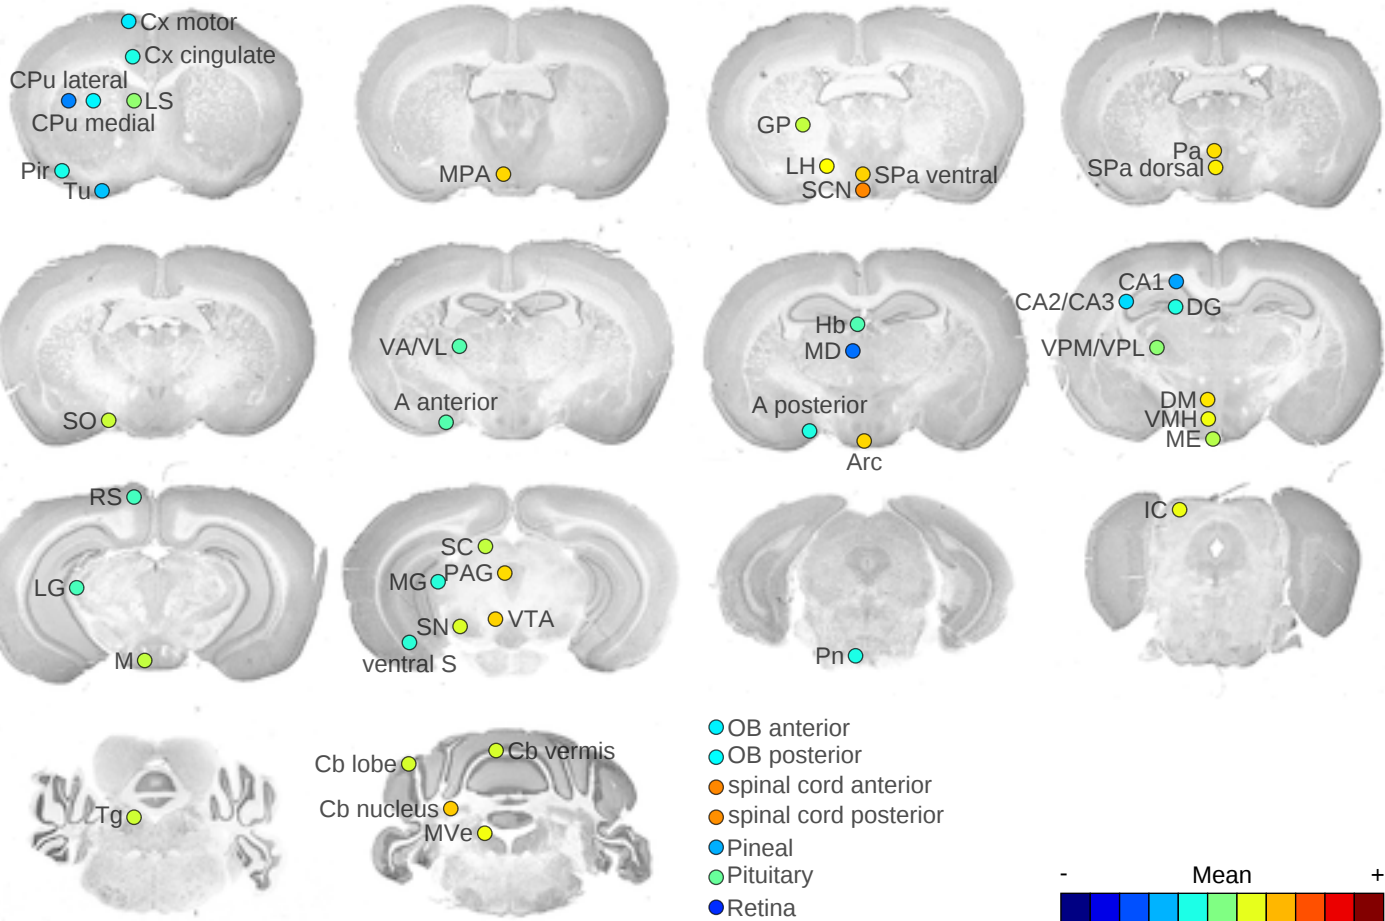 Cx motor
Cx cingulate
CPu lateral
LS
CPu medial
Pir
Tu
MPA
GP
LH
SPa ventral
SCN
Pa
SPa dorsal
SO
VA/VL
A anterior
Hb
MD
A posterior
Arc
CA1
CA2/CA3
DG
VPM/VPL
DM
VMH
ME
RS
LG
M
SC
MG
PAG
SN
VTA
ventral S
Pn
IC
Tg
Cb lobe
Cb vermis
Cb nucleus
MVe
OB anterior
OB posterior
spinal cord anterior
spinal cord posterior
Pineal
Pituitary
Retina
- Mean +